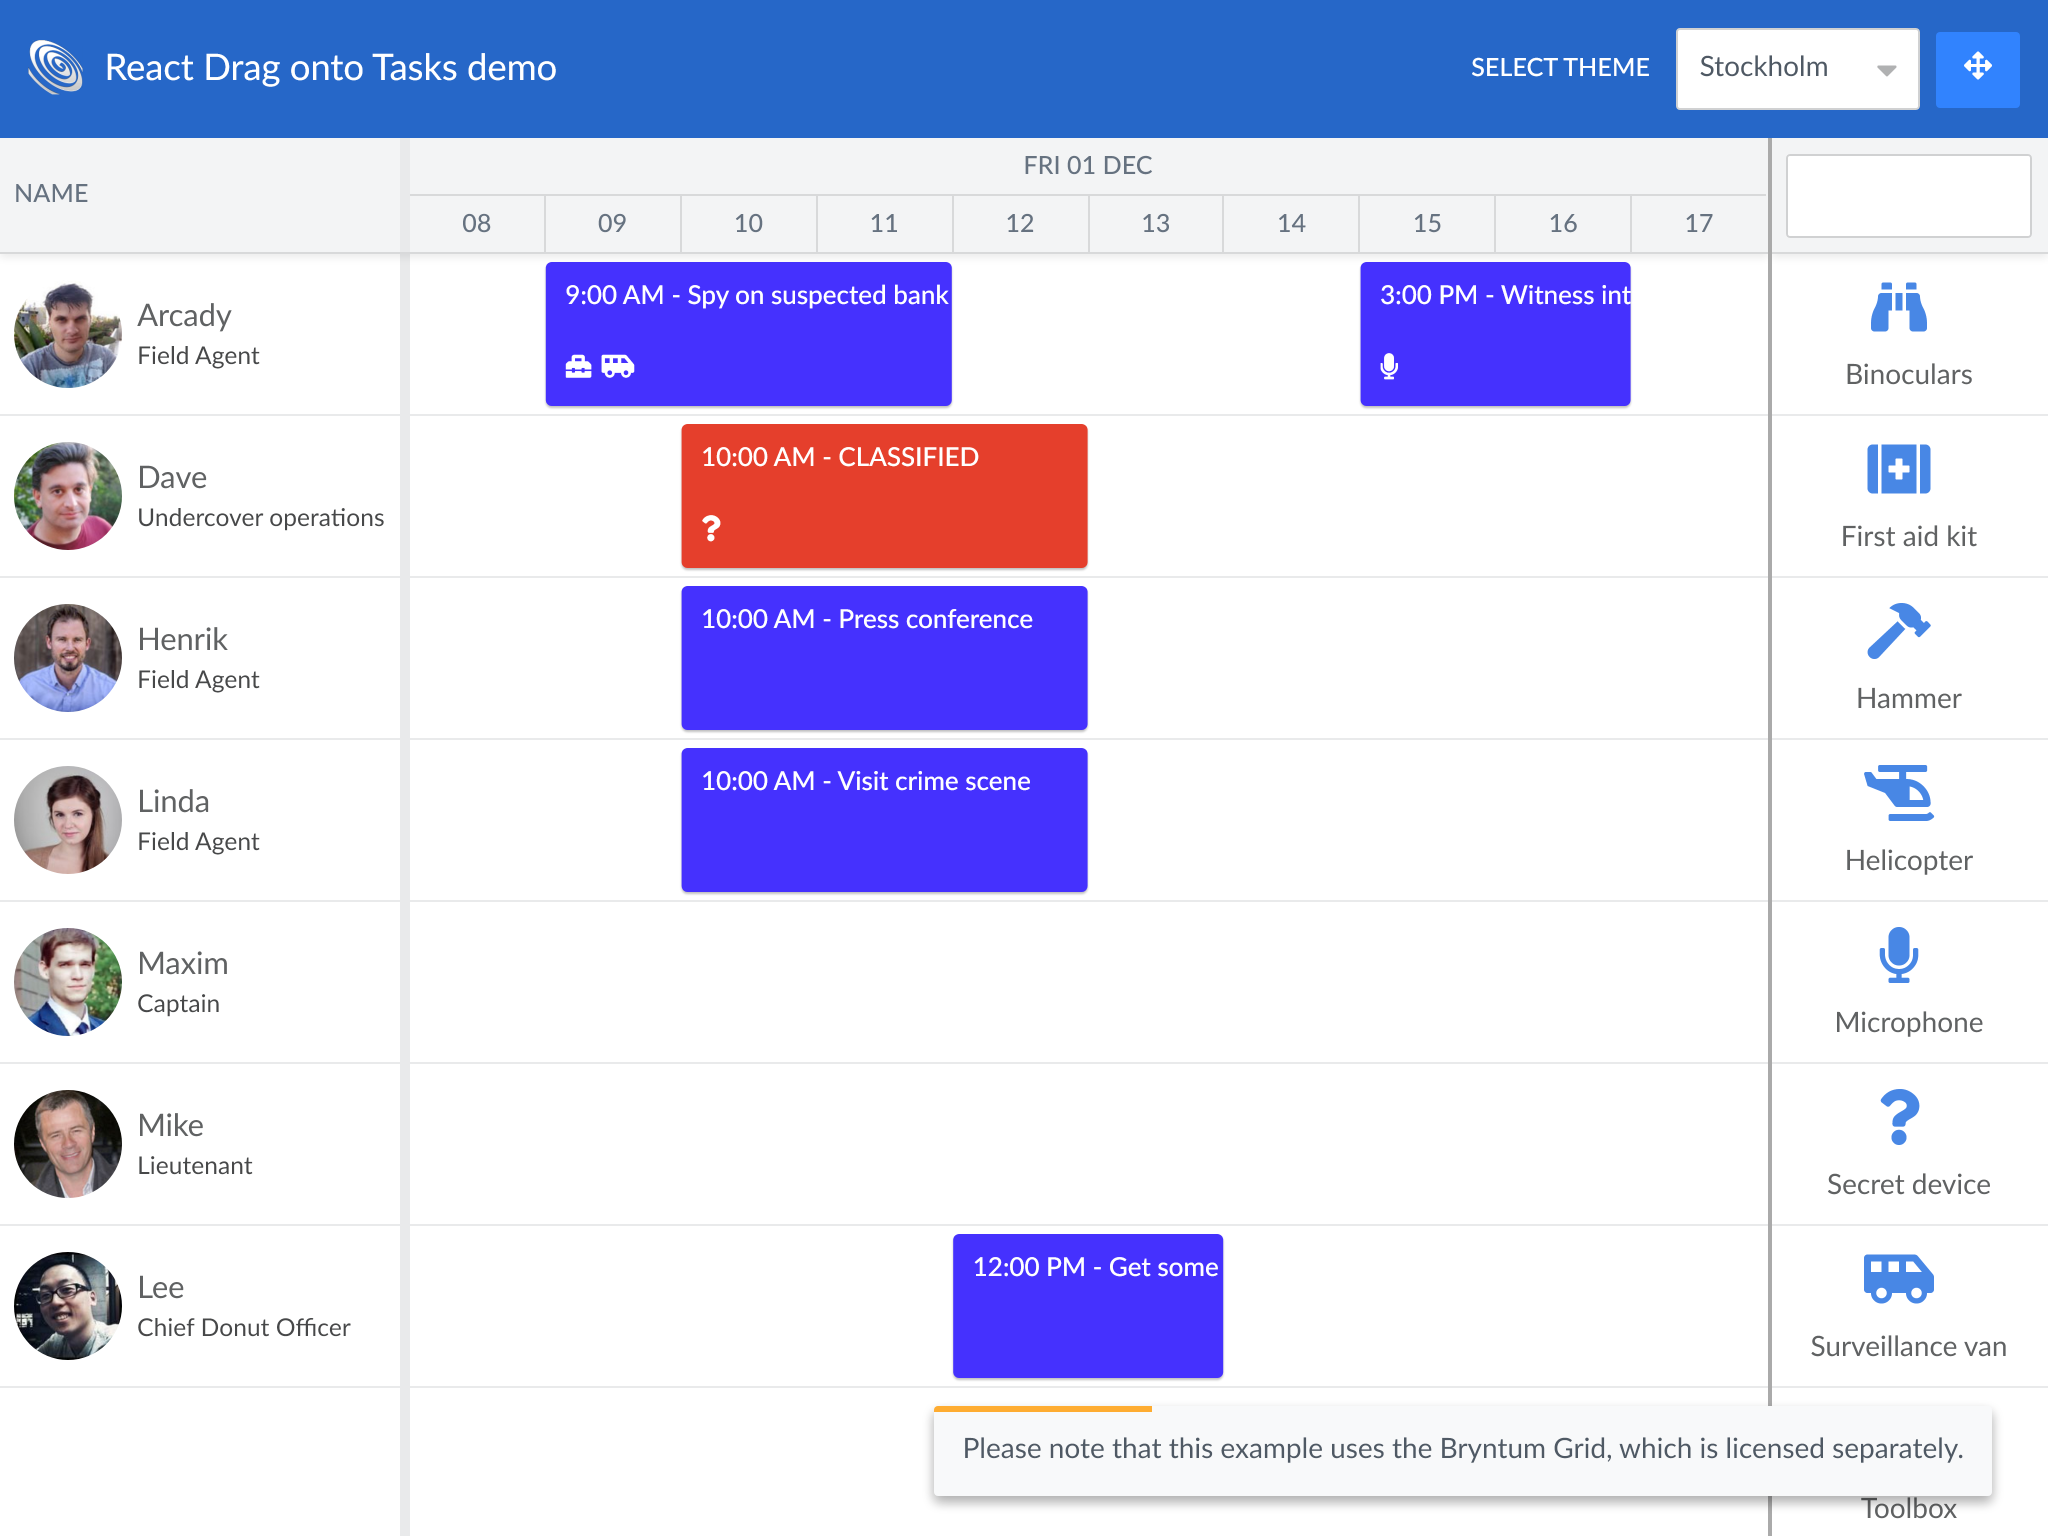 React Drag onto Tasks demo
SELECT THEME
Stockholm
NAME
FRI 01 DEC
08
09
10
11
12
13
14
15
16
17
Arcady
Field Agent
9:00 AM - Spy on suspected bank
3:00 PM - Witness int
Binoculars
Dave
Undercover operations
10:00 AM - CLASSIFIED
First aid kit
Henrik
Field Agent
10:00 AM - Press conference
Hammer
Linda
Field Agent
10:00 AM - Visit crime scene
Helicopter
Maxim
Captain
Microphone
Mike
Lieutenant
Secret device
Lee
Chief Donut Officer
12:00 PM - Get some
Surveillance van
Please note that this example uses the Bryntum Grid, which is licensed separately.
Toolbox